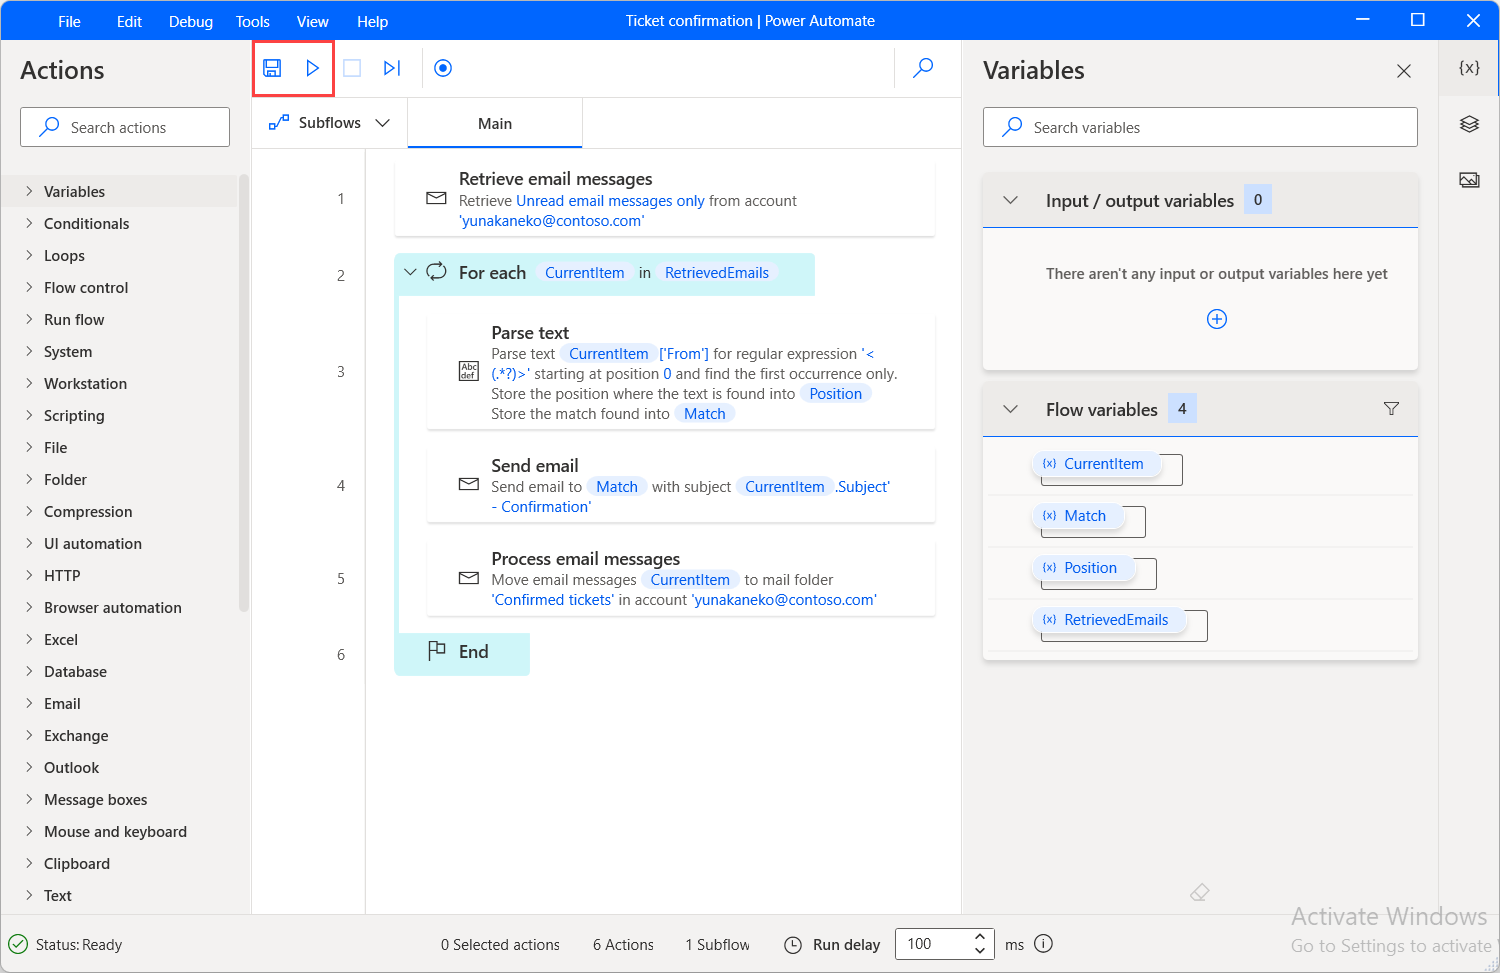 File Edit Debug Tools View Help
Ticket confirmation | Power Automate
Actions
Search actions
Variables
Conditionals
Loops
Flow control
Run flow
System
Workstation
Scripting
File
Folder
Compression
UI automation
HTTP
Browser automation
Excel
Database
Email
Exchange
Outlook
Message boxes
Mouse and keyboard
Clipboard
Text
Subflows
Main
1
Retrieve email messages
Retrieve Unread email messages only from account
'yunakaneko@contoso.com'
2
For each CurrentItem in RetrievedEmails
3
Parse text
Abc
def
Parse text CurrentItem ['From'] for regular expression '<
(.*?)>' starting at position 0 and find the first occurrence only.
Store the position where the text is found into Position
Store the match found into Match
4
Send email
Send email to Match with subject CurrentItem .Subject'
- Confirmation'
5
Process email messages
Move email messages CurrentItem to mail folder
'Confirmed tickets' in account 'yunakaneko@contoso.com'
6
End
Variables
{x}
Search variables
Input / output variables 0
There aren't any input or output variables here yet
Flow variables 4
{x} CurrentItem
{x} Match
{x} Position
{x} RetrievedEmails
Activate Windows
Go to Settings to activate
Status: Ready
0 Selected actions
6 Actions
1 Subflow
Run delay
100
ms